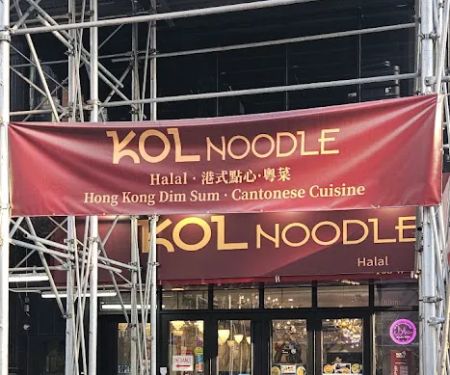 KOL NOODLE
Halal · 港式點心·粵菜
Hong Kong Dim Sum · Cantonese Cuisine
KOL NOODLE
Halal